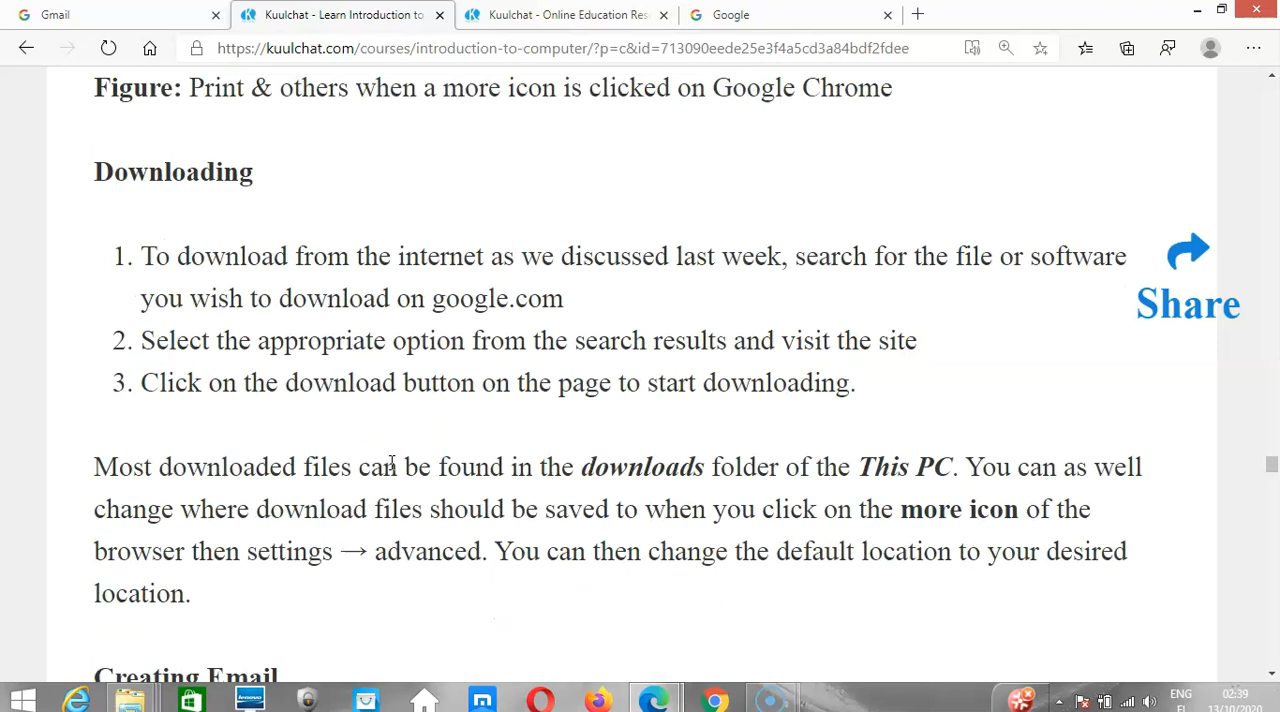 Gmail
Kuulchat - Learn Introduction to
Kuulchat - Online Education Res
Google
https://kuulchat.com/courses/introduction-to-computer/?p=c&id=713090eede25e3f4a5cd3a84bdf2fdee
Figure: Print & others when a more icon is clicked on Google Chrome
Downloading
1. To download from the internet as we discussed last week, search for the file or software
you wish to download on google.com
2. Select the appropriate option from the search results and visit the site
3. Click on the download button on the page to start downloading.
Share
Most downloaded files can be found in the downloads folder of the This PC. You can as well
change where download files should be saved to when you click on the more icon of the
browser then settings → advanced. You can then change the default location to your desired
location.
Creating Email
ENG
02:39
FI
13/10/2020